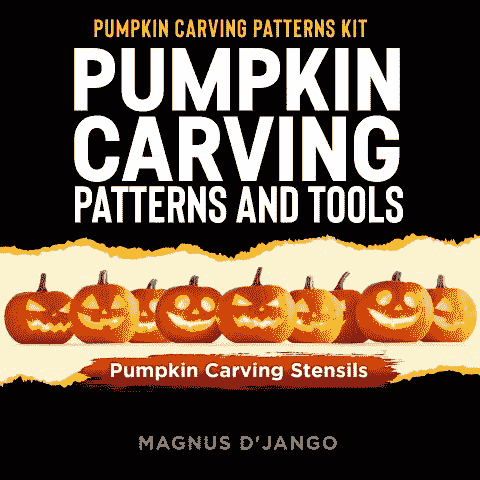 PUMPKIN CARVING PATTERNS KIT
PUMPKIN
CARVING
PATTERNS AND TOOLS
Pumpkin Carving Stensils
MAGNUS D'JANGO